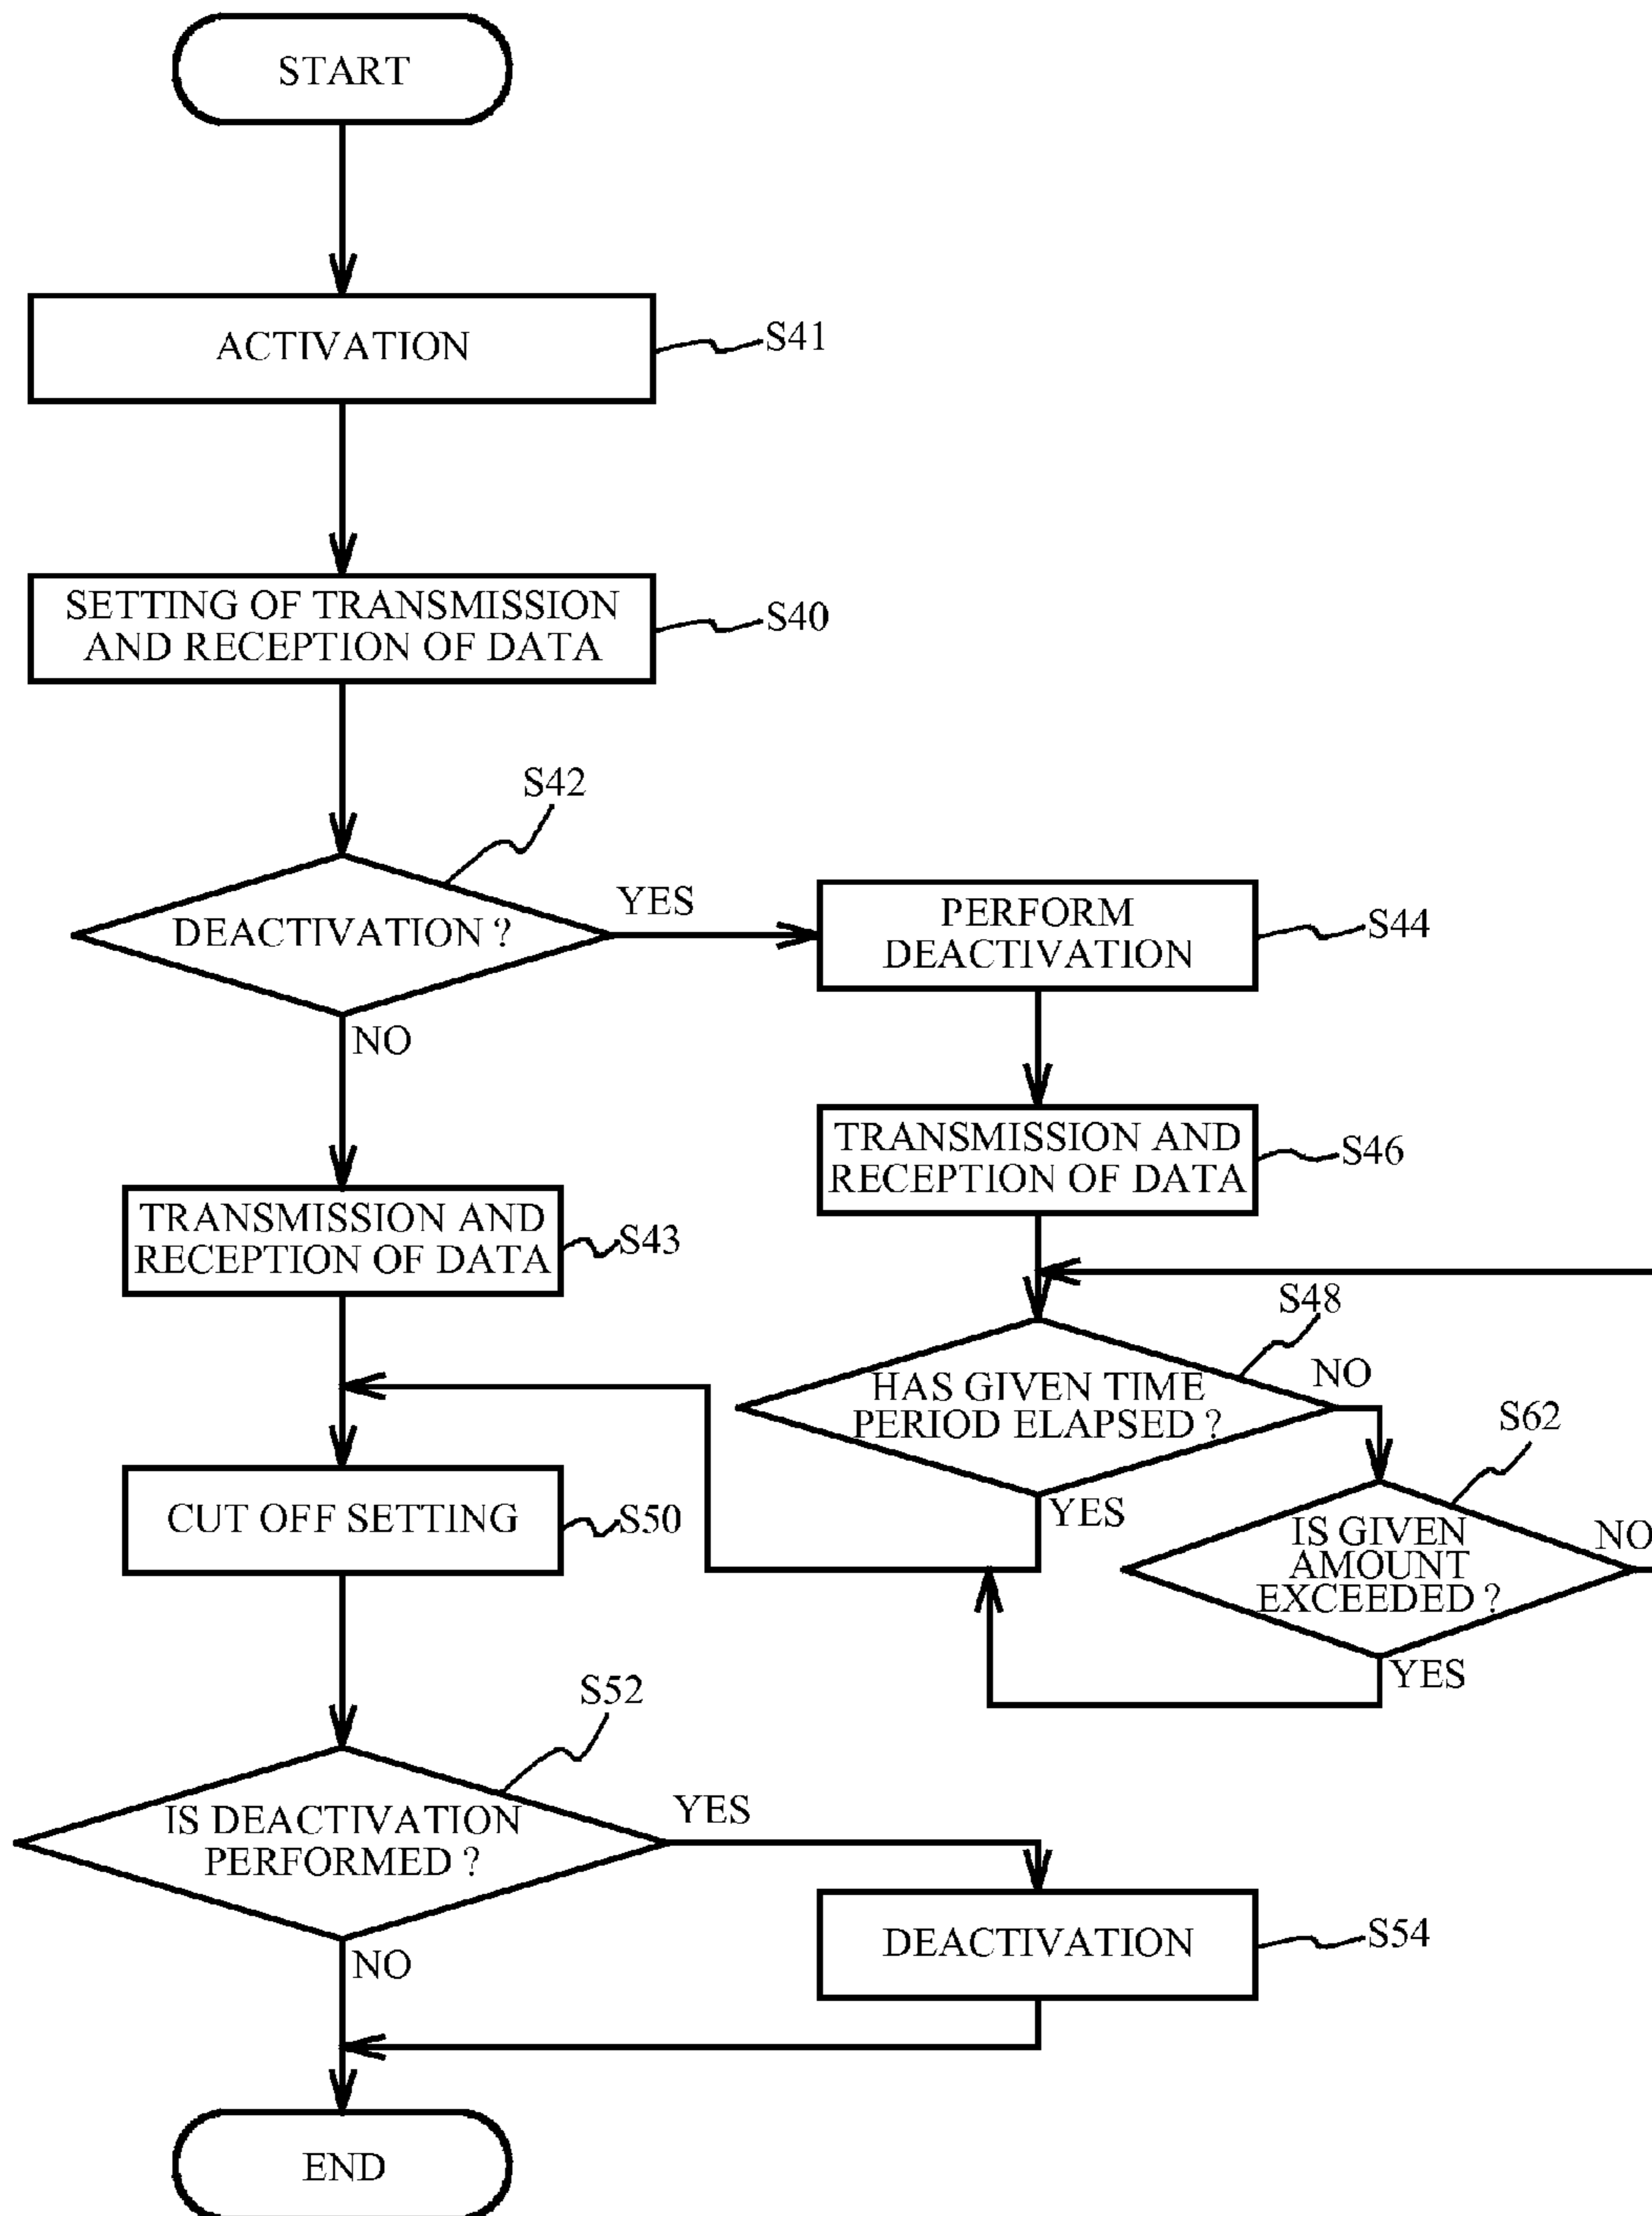 START
ACTIVATION
S41
SETTING OF TRANSMISSION
AND RECEPTION OF DATA
S40
S42
DEACTIVATION ?
YES
NO
PERFORM
DEACTIVATION
S44
TRANSMISSION AND
RECEPTION OF DATA
S46
TRANSMISSION AND
RECEPTION OF DATA
S43
S48
HAS GIVEN TIME
PERIOD ELAPSED ?
NO
YES
S62
IS GIVEN
AMOUNT
EXCEEDED ?
NO
YES
CUT OFF SETTING
S50
S52
IS DEACTIVATION
PERFORMED ?
YES
NO
DEACTIVATION
S54
END